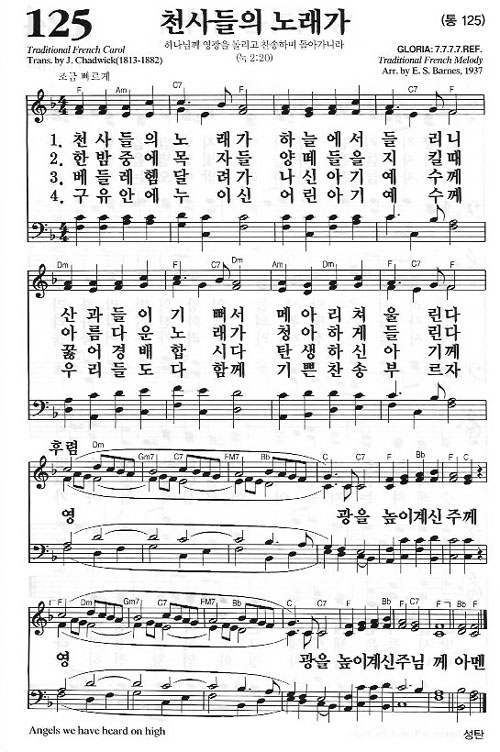 125
천사들의 노래가
(통 125)
하나님께 영광을 돌리고 찬송하며 돌아가니라
(눅 2:20)
Traditional French Carol
Trans. by J. Chadwick(1813-1882)
GLORIA: 7.7.7.7.REF.
Traditional French Melody
Arr. by E. S. Barnes, 1937
조금 빠르게
F Am C7 F F Am C7 F
1. 천 사 들 의 노 래 가 하 늘 에 서 들 리 니
2. 한 밤 중 에 목 자 들 양 떼 들 을 지 킬 때
3. 베 들 레 헴 달 려 가 나 신 아 기 예 수 께
4. 구 유 안 에 누 이 신 어 린 아 기 예 수 께
Dm Am C7 F Dm Am C7 F
산 과 들 이 기 뻐 서 메 아 리 쳐 울 린 다
아 름 다 운 노 래 가 청 아 하 게 들 린 다
꿇 어 경 배 합 시 다 탄 생 하 신 아 기 께
우 리 들 도 다 함 께 기 쁜 찬 송 부 르 자
후렴
Dm Gm7 C7 FM7 Bb C C7 F C7 F Bb F C
영 광을 높이계신 주께
F Dm Gm7 C7 FM7 Bb C7 F C7 F Bb F C7 F Bb F
영 광을 높이계신주님 께 아멘
Angels we have heard on high
성탄